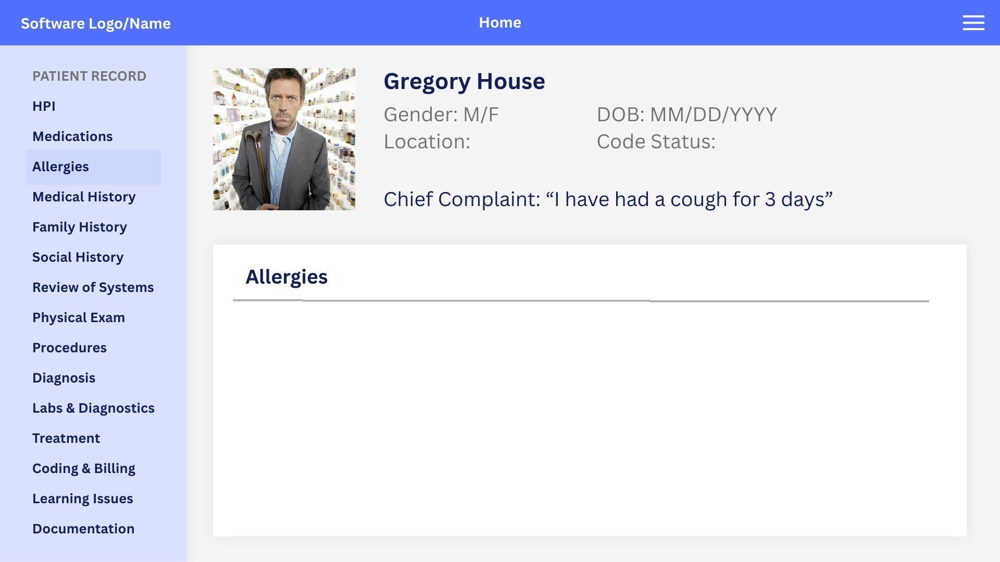 Software Logo/Name
Home
PATIENT RECORD
HPI
Medications
Allergies
Medical History
Family History
Social History
Review of Systems
Physical Exam
Procedures
Diagnosis
Labs & Diagnostics
Treatment
Coding & Billing
Learning Issues
Documentation
Gregory House
Gender: M/F
DOB: MM/DD/YYYY
Location:
Code Status:
Chief Complaint: “I have had a cough for 3 days”
Allergies